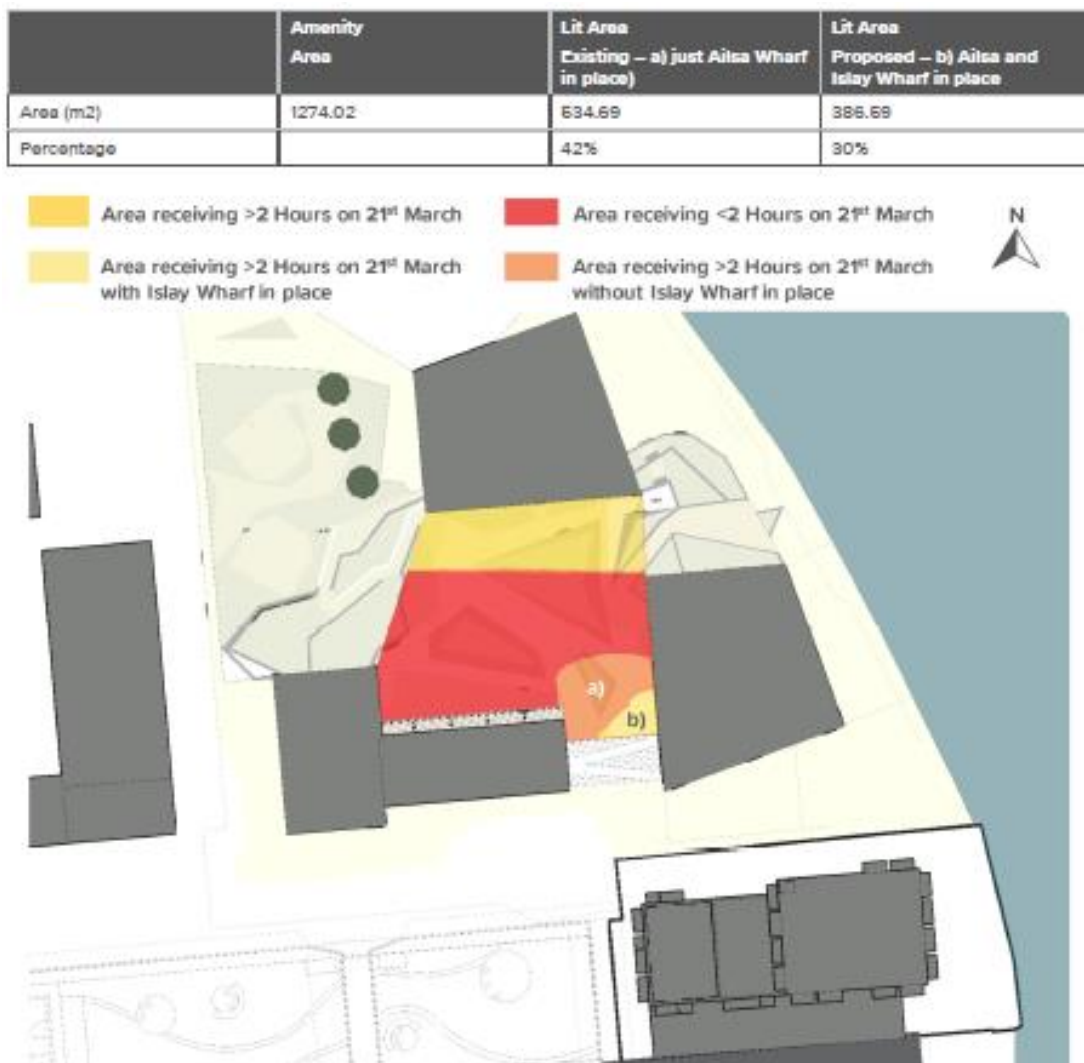 Amenity
Area
Lit Area
Existing – a) just Ailsa Wharf
in place)
Lit Area
Proposed – b) Ailsa and
Islay Wharf in place
Area (m2) 1274.02 534.69 386.59
Percentage 42% 30%
Area receiving >2 Hours on 21st March
Area receiving <2 Hours on 21st March
Area receiving >2 Hours on 21st March
with Islay Wharf in place
Area receiving >2 Hours on 21st March
without Islay Wharf in place
N
a)
b)